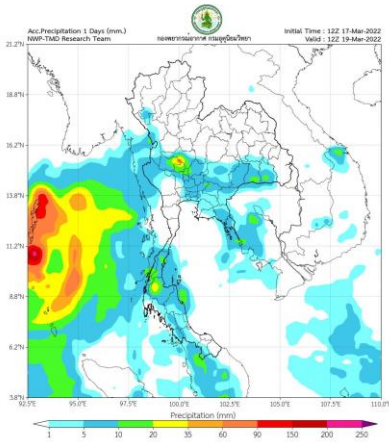 Acc.Precipitation 1 Days (mm.)
NWP-TMD Research Team
กองพยากรณ์อากาศ กรมอุตุนิยมวิทยา
Initial Time : 12Z 17-Mar-2022
Valid : 12Z 19-Mar-2022
21.2°N
18.8°N
16.2°N
13.8°N
11.2°N
8.8°N
6.2°N
3.8°N
92.5°E 95.0°E 97.5°E 100.0°E 102.5°E 105.0°E 107.5°E 110.0°E
Precipitation (mm)
1 5 10 20 35 60 90 150 200 250